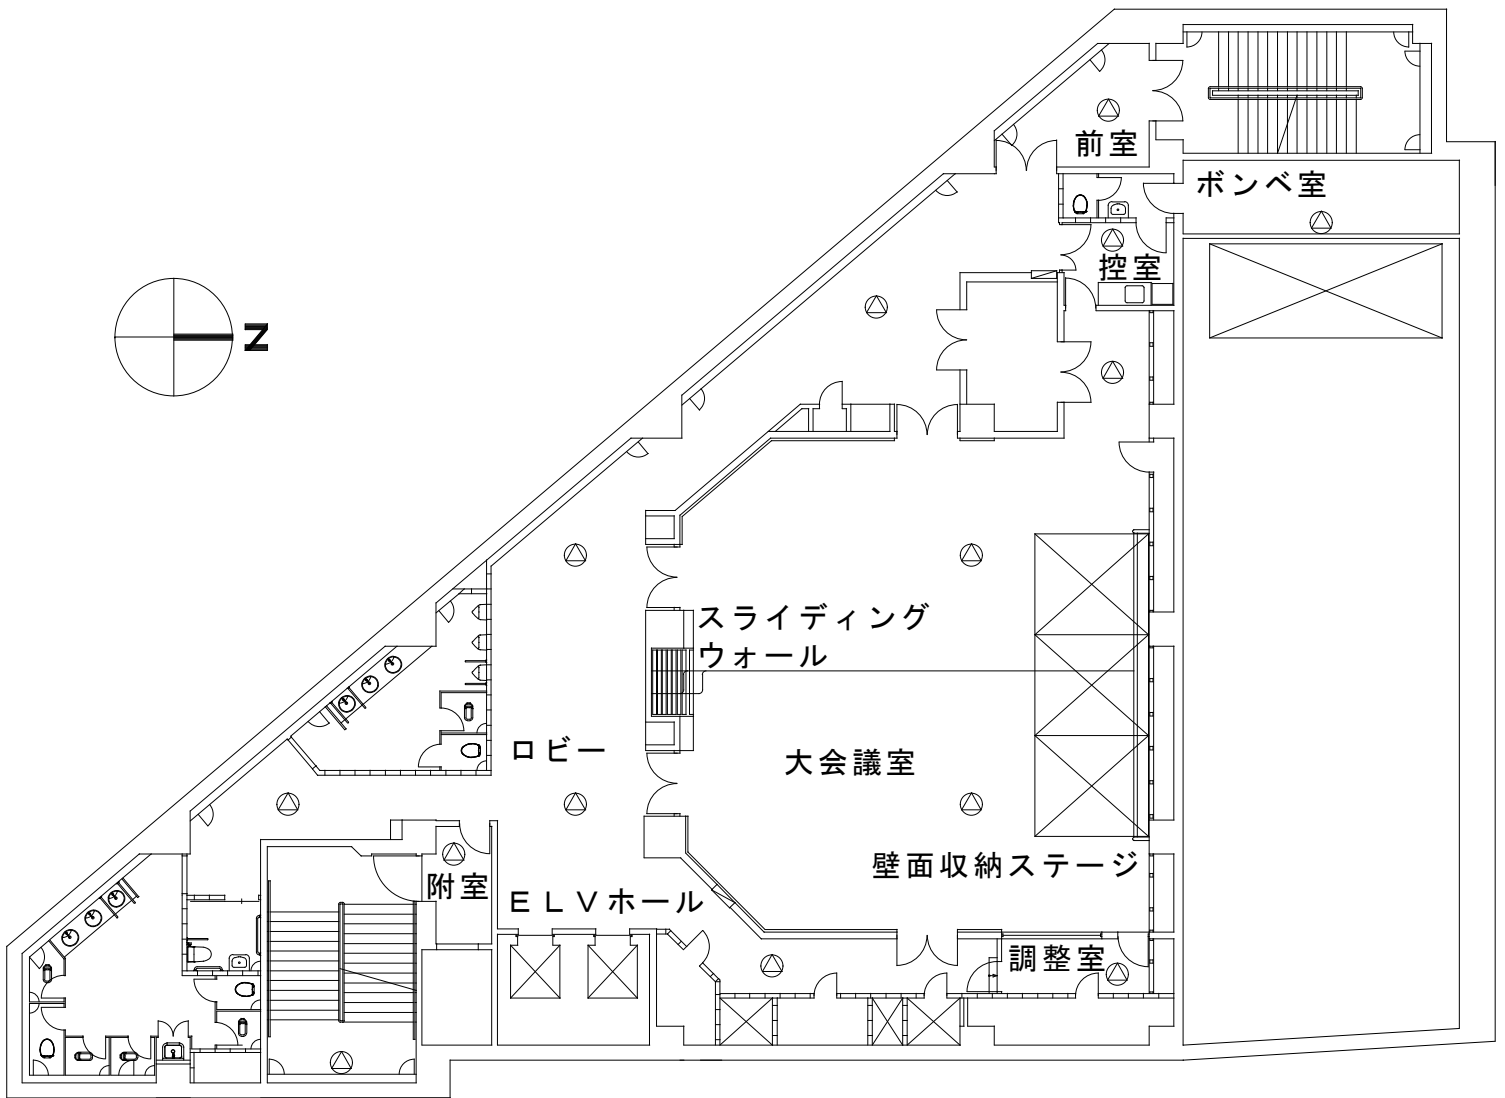 前室
ボンベ室
控室
N
スライディング
ウォール
ロビー
大会議室
壁面収納ステージ
附室
ＥＬＶホール
調整室